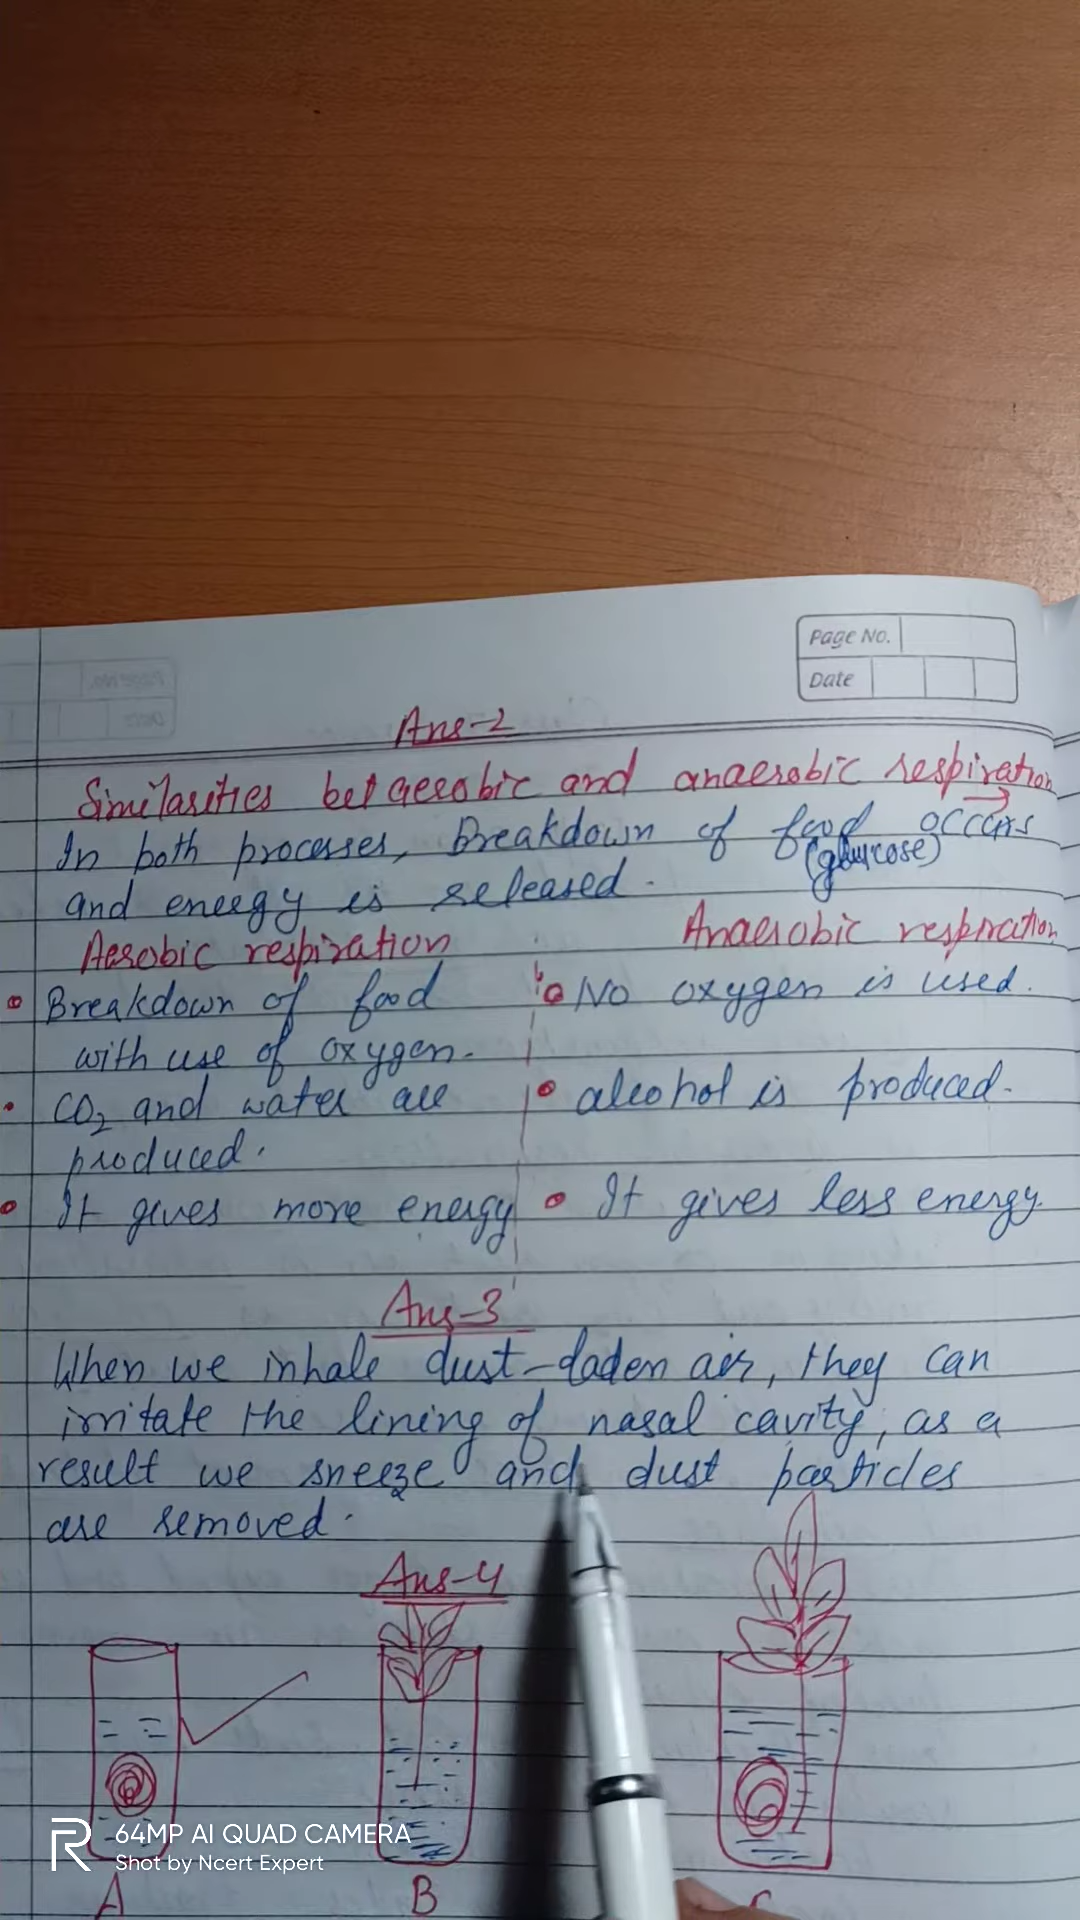 Page No.
Date
Ans-2
Similarities bet aerobic and anaerobic respiration
In both processes, Breakdown of food occurs
(glucose)
and energy is released.
Aerobic respiration
Anaerobic respiration
Breakdown of food
No oxygen is used.
with use of oxygen.
CO₂ and water are
alcohol is produced.
produced.
It gives more energy
It gives less energy.
Ans-3
When we inhale dust-laden air, they can
irritate the lining of nasal cavity, as a
result we sneeze and dust particles
are removed.
Ans-4
64MP AI QUAD CAMERA
Shot by Ncert Expert
A
B